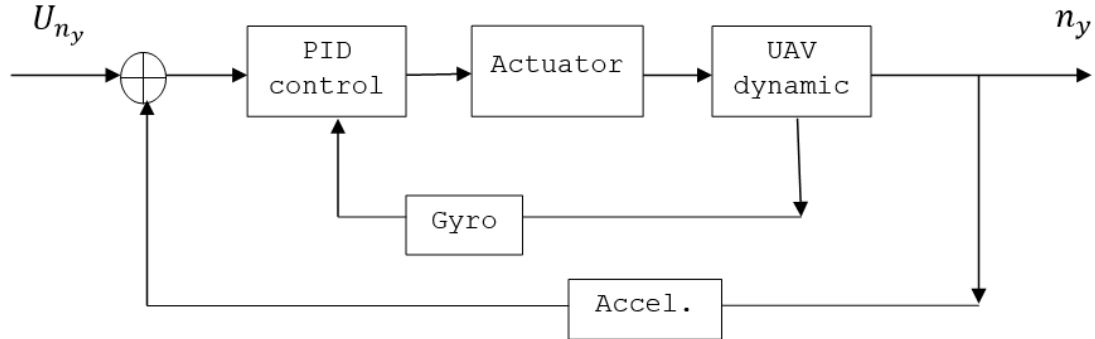 U_{n_y}
n_y
PID
control
Actuator
UAV
dynamic
Gyro
Accel.